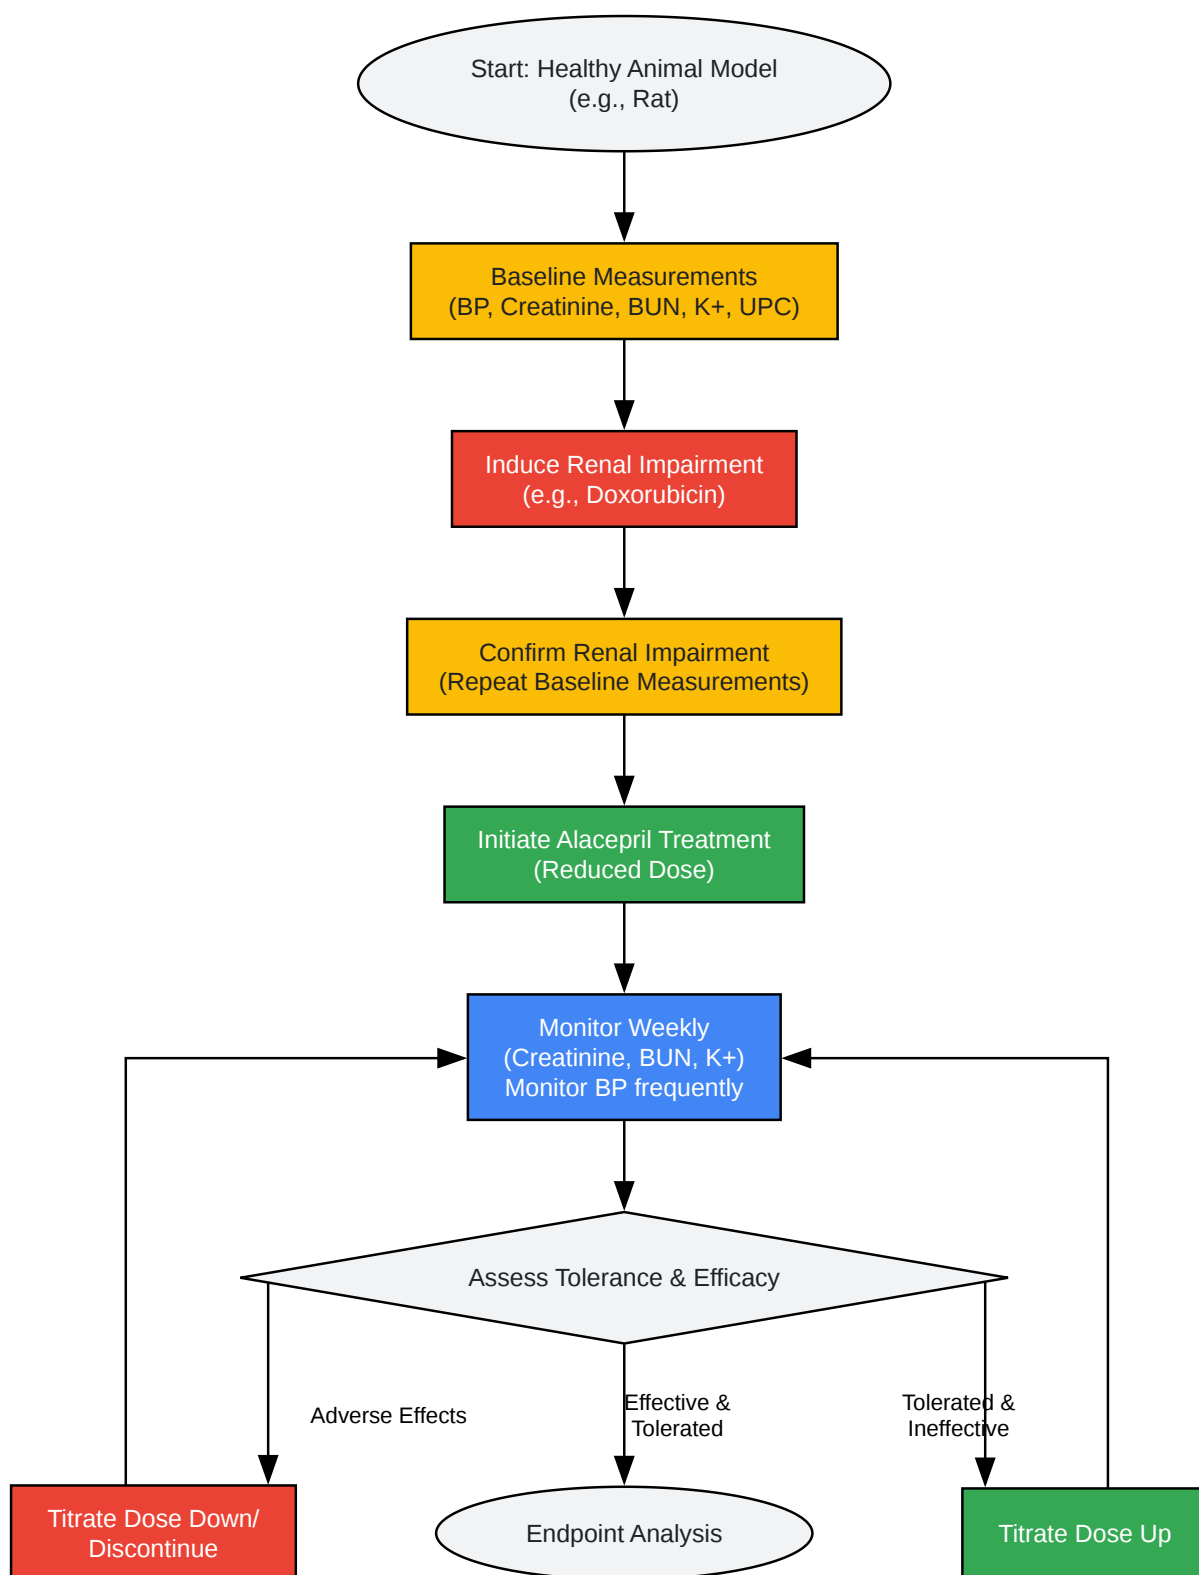 Start: Healthy Animal Model
(e.g., Rat)
Baseline Measurements
(BP, Creatinine, BUN, K+, UPC)
Induce Renal Impairment
(e.g., Doxorubicin)
Confirm Renal Impairment
(Repeat Baseline Measurements)
Initiate Alacepril Treatment
(Reduced Dose)
Monitor Weekly
(Creatinine, BUN, K+)
Monitor BP frequently
Assess Tolerance & Efficacy
Adverse Effects
Effective &
Tolerated
Tolerated &
Ineffective
Titrate Dose Down/
Discontinue
Endpoint Analysis
Titrate Dose Up